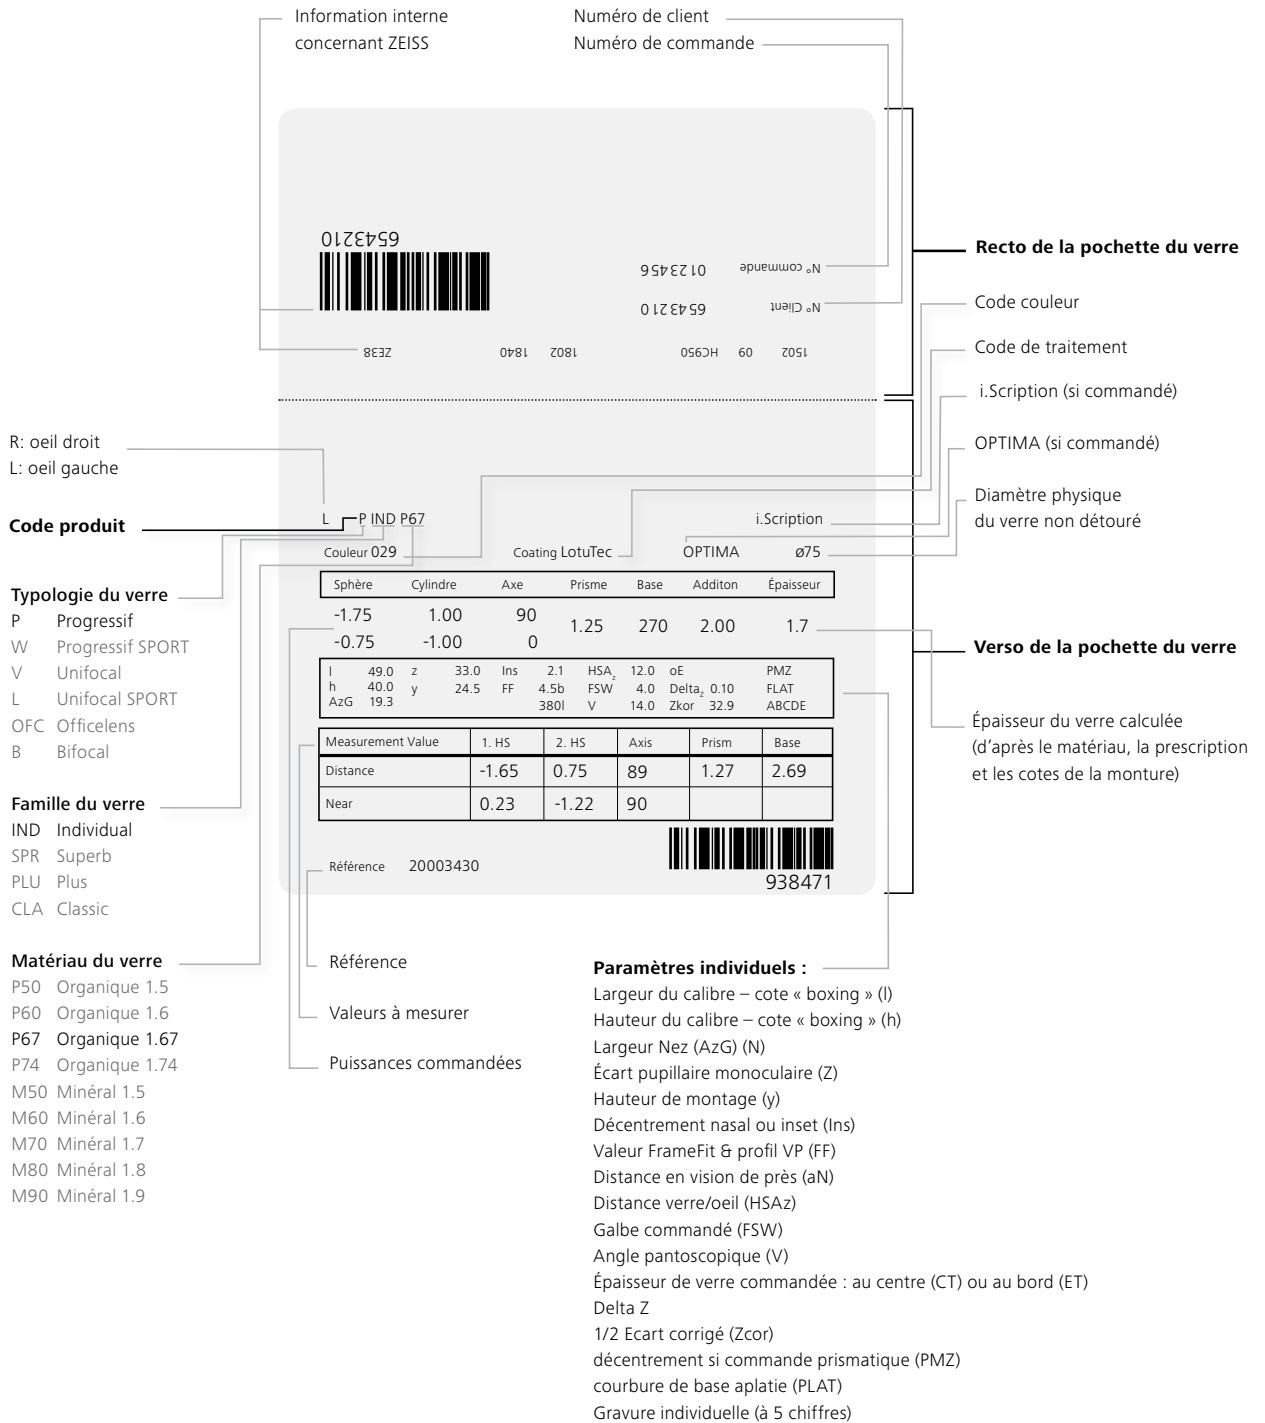 Information interne
concernant ZEISS
Numéro de client
Numéro de commande
6543210
N° commande 0123456
N° Client 6543210
1502 09 HC950 1802 1840 ZE38
Recto de la pochette du verre
Code couleur
Code de traitement
i.Scription (si commandé)
OPTIMA (si commandé)
Diamètre physique
du verre non détouré
R: oeil droit
L: oeil gauche
Code produit
L P IND P67 i.Scription
Couleur 029 Coating LotuTec OPTIMA ø75
Sphère Cylindre Axe Prisme Base Additon Épaisseur
-1.75 1.00 90
1.25 270 2.00 1.7
-0.75 -1.00 0
l 49.0 z 33.0 Ins 2.1 HSAz 12.0 oE PMZ
h 40.0 y 24.5 FF 4.5b FSW 4.0 Deltaz 0.10 FLAT
AzG 19.3 380l V 14.0 Zkor 32.9 ABCDE
Measurement Value 1. HS 2. HS Axis Prism Base
Distance -1.65 0.75 89 1.27 2.69
Near 0.23 -1.22 90
Référence 20003430
938471
Typologie du verre
P Progressif
W Progressif SPORT
V Unifocal
L Unifocal SPORT
OFC Officelens
B Bifocal
Famille du verre
IND Individual
SPR Superb
PLU Plus
CLA Classic
Matériau du verre
P50 Organique 1.5
P60 Organique 1.6
P67 Organique 1.67
P74 Organique 1.74
M50 Minéral 1.5
M60 Minéral 1.6
M70 Minéral 1.7
M80 Minéral 1.8
M90 Minéral 1.9
Verso de la pochette du verre
Épaisseur du verre calculée
(d'après le matériau, la prescription
et les cotes de la monture)
Référence
Valeurs à mesurer
Puissances commandées
Paramètres individuels :
Largeur du calibre – cote « boxing » (l)
Hauteur du calibre – cote « boxing » (h)
Largeur Nez (AzG) (N)
Écart pupillaire monoculaire (Z)
Hauteur de montage (y)
Décentrement nasal ou inset (Ins)
Valeur FrameFit & profil VP (FF)
Distance en vision de près (aN)
Distance verre/oeil (HSAz)
Galbe commandé (FSW)
Angle pantoscopique (V)
Épaisseur de verre commandée : au centre (CT) ou au bord (ET)
Delta Z
1/2 Ecart corrigé (Zcor)
décentrement si commande prismatique (PMZ)
courbure de base aplatie (PLAT)
Gravure individuelle (à 5 chiffres)